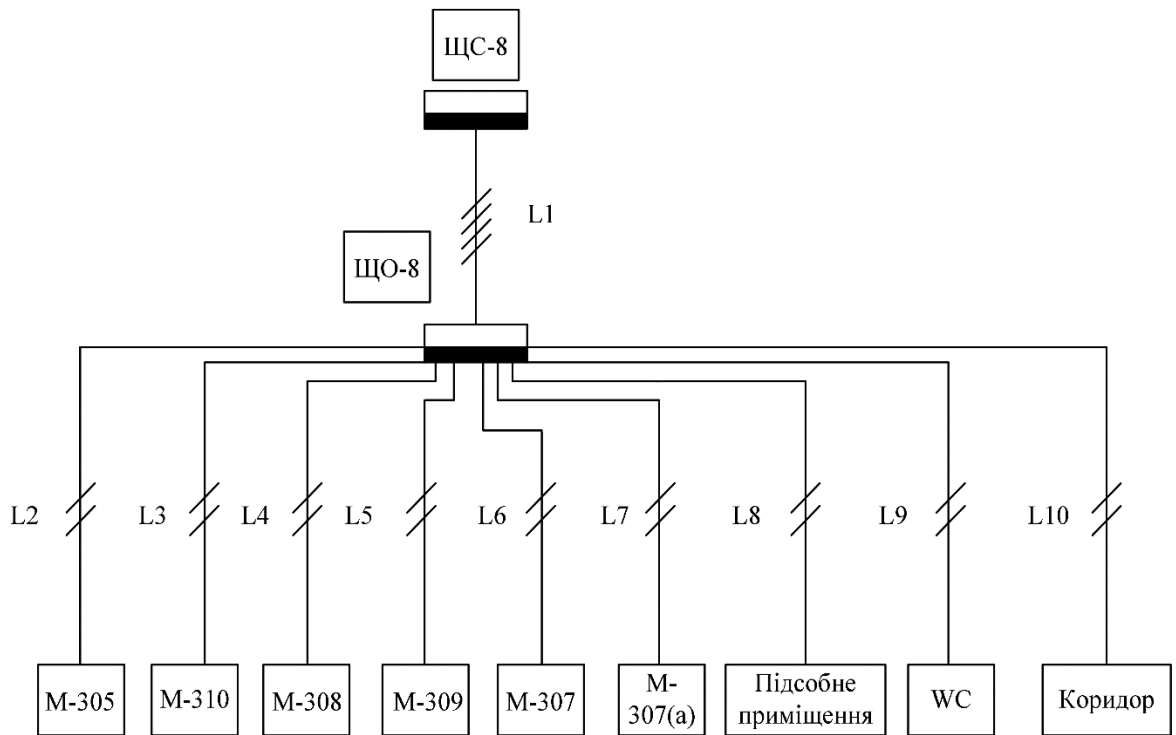 ЩС-8
L1
ЩО-8
L2
L3
L4
L5
L6
L7
L8
L9
L10
М-305
М-310
М-308
М-309
М-307
М-
307(а)
Підсобне
приміщення
WC
Коридор